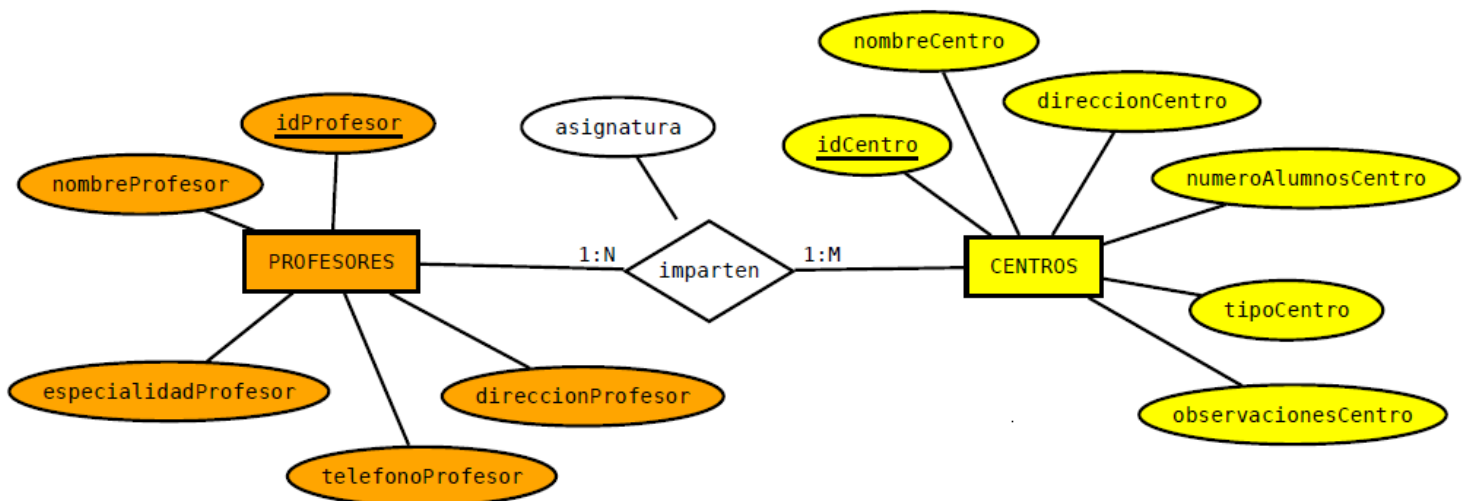 nombreCentro
direccionCentro
idProfesor
asignatura
idCentro
nombreProfesor
numeroAlumnosCentro
PROFESORES
1:N
imparten
1:M
CENTROS
tipoCentro
especialidadProfesor
direccionProfesor
observacionesCentro
telefonoProfesor